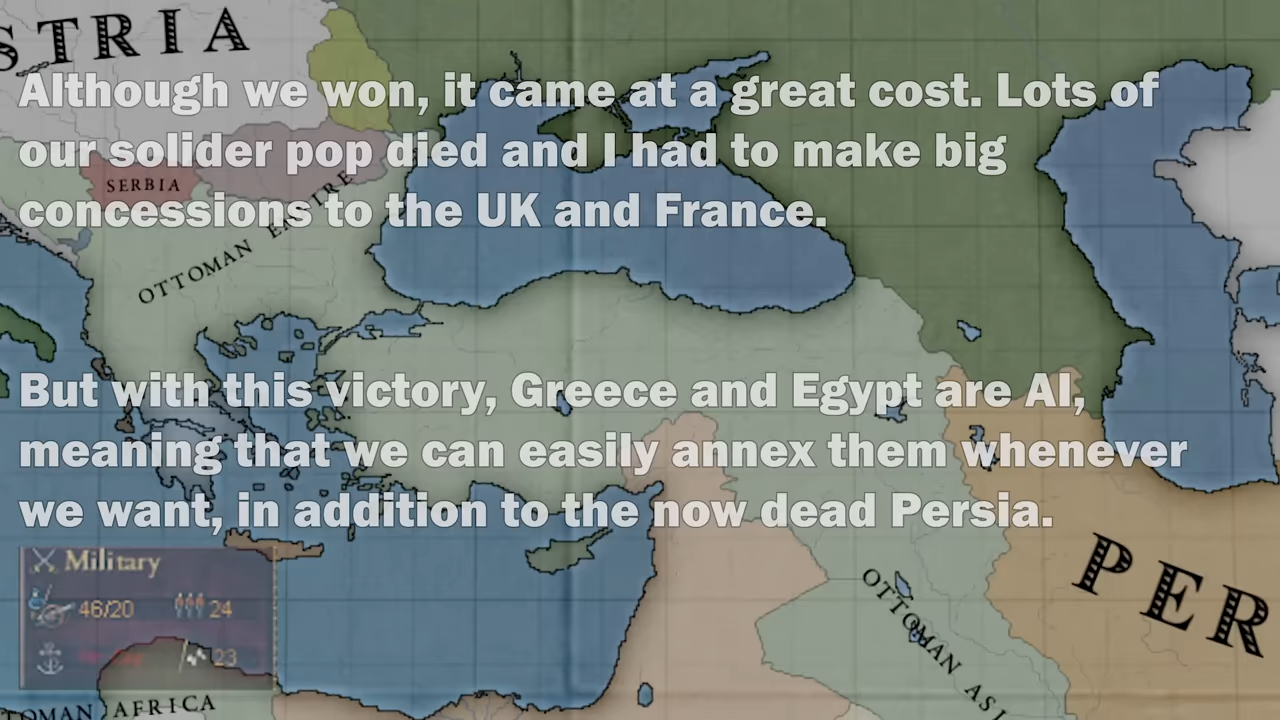 STRIA
Although we won, it came at a great cost. Lots of
our solider pop died and I had to make big
SERBIA
concessions to the UK and France.
OTTOMAN EMPIRE
But with this victory, Greece and Egypt are AI,
meaning that we can easily annex them whenever
we want, in addition to the now dead Persia.
Military
46/20 24
23
PER
OTTOMAN ASI
TOMAN AFRICA